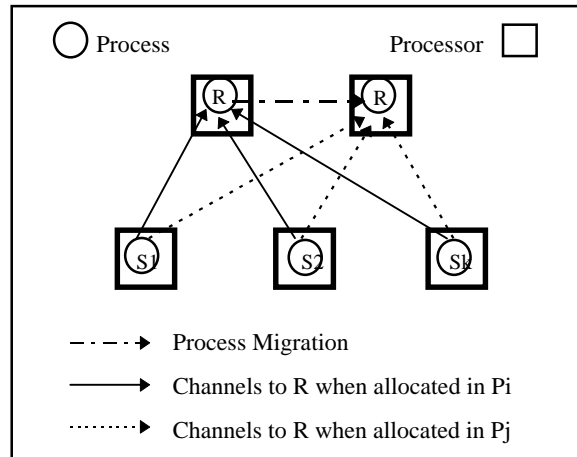 Process Processor
R R
S1 S2 Sk
Process Migration
Channels to R when allocated in Pi
Channels to R when allocated in Pj